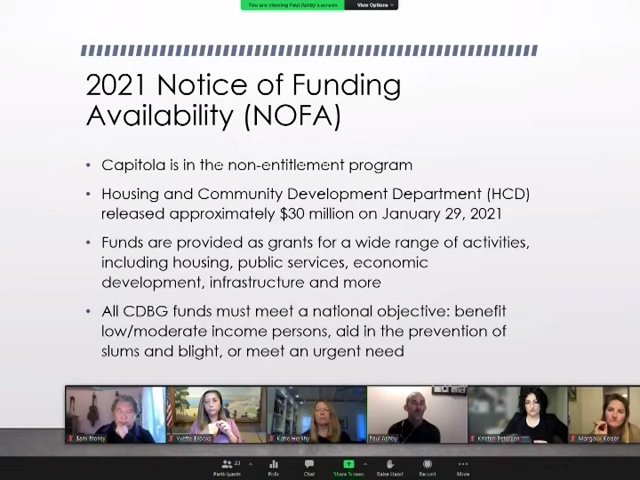 You are viewing Paul Ashby's screen
View Options
2021 Notice of Funding
Availability (NOFA)
• Capitola is in the non-entitlement program
• Housing and Community Development Department (HCD)
released approximately $30 million on January 29, 2021
• Funds are provided as grants for a wide range of activities,
including housing, public services, economic
development, infrastructure and more
• All CDBG funds must meet a national objective: benefit
low/moderate income persons, aid in the prevention of
slums and blight, or meet an urgent need
Sam Storey
Yvette Brooks
Katie Herlihy
Paul Ashby
Kristen Petersen
Margaux Keiser
23
Participants
Polls
Chat
Share Screen
Raise Hand
Record
More